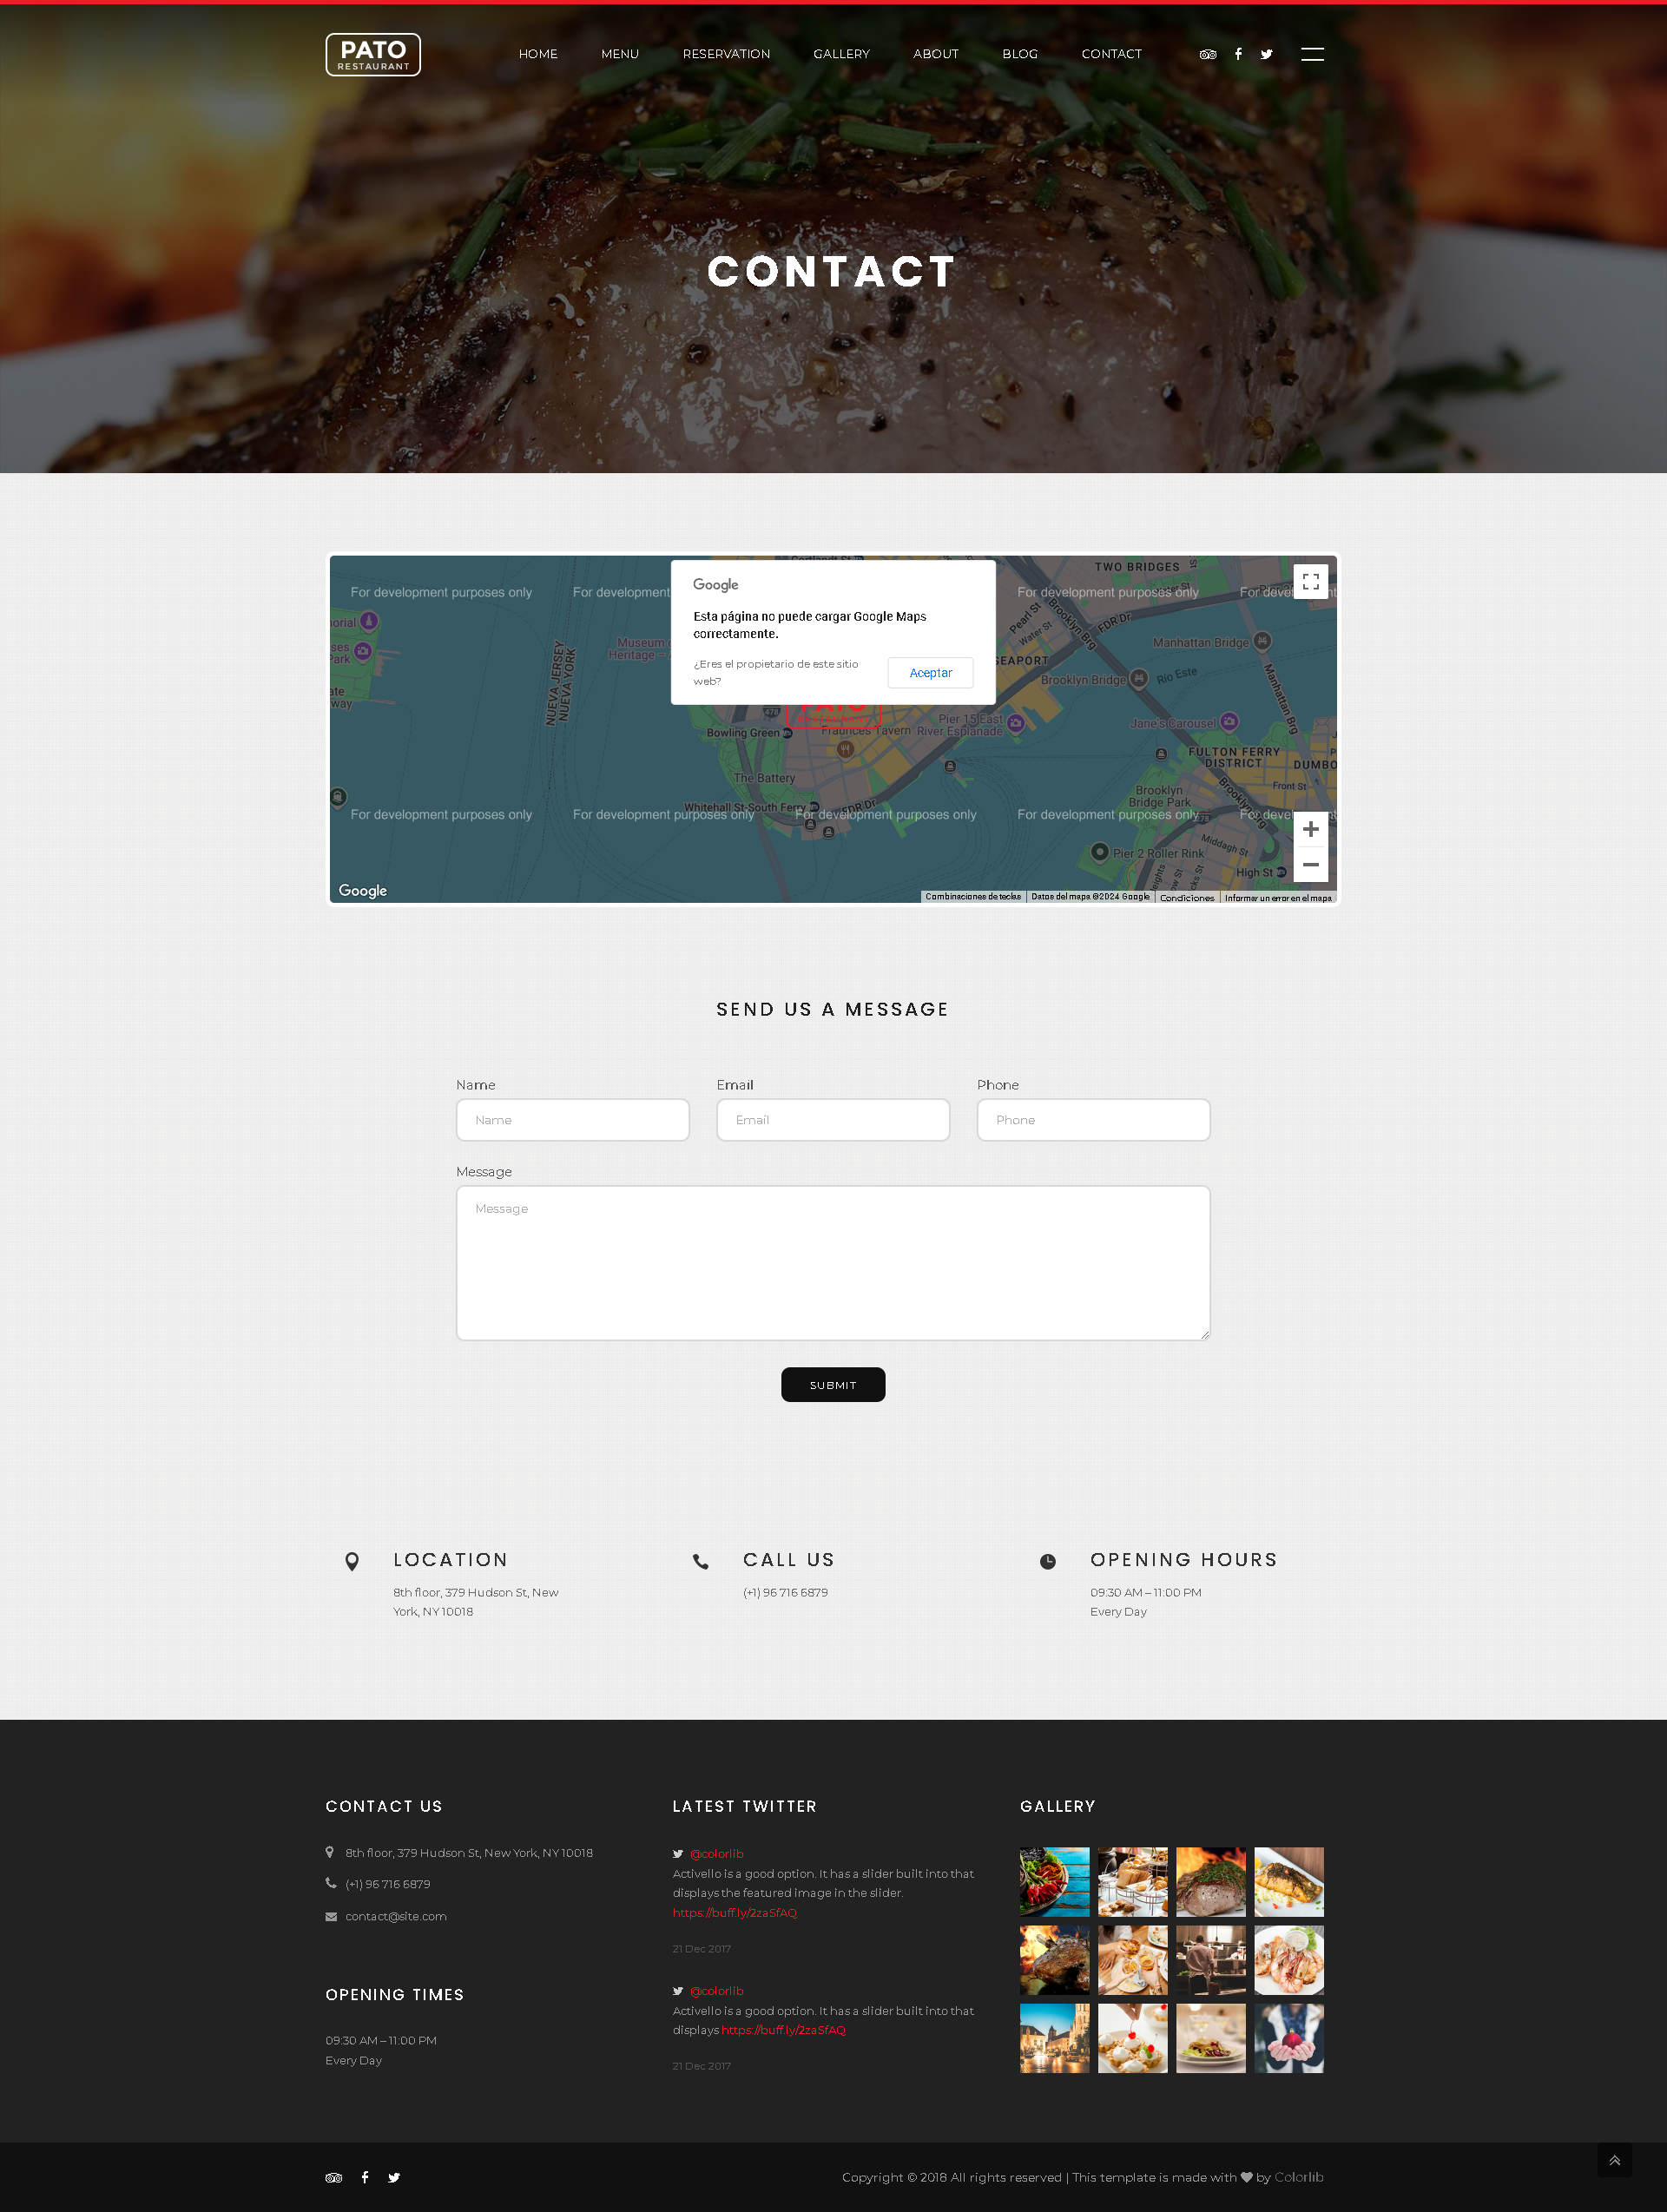 PATO
RESTAURANT
HOME MENU RESERVATION GALLERY ABOUT BLOG CONTACT
CONTACT
TWO BRIDGES
For development purposes only For For development purposes only For
Google
Esta página no puede cargar Google Maps
correctamente.
¿Eres el propietario de este sitio
web?
Aceptar
Pearl St
Water St
FDR Dr
Manhattan Bridge
Museum
Heritage
NUEVA JERSEY
NUEVA YORK
SEAPORT
Brooklyn Bridge
Río Este
Manhattan Bridge
Pier 15 East
River Esplanade
Jane's Carousel
Bowling Green
Fraunces Tavern
RESTAURANT
FULTON FERRY
DISTRICT
DUMBO
The Battery
Front St
Brooklyn
Bridge Park
Whitehall St-South Ferry
FDR Dr
For development purposes only For development purposes only For development purposes only For development purposes only For
Middagh St
Pier 2 Roller Rink
High St
Google
Combinaciones de teclas Datos del mapa ©2024 Google Condiciones Informar un error en el mapa
SEND US A MESSAGE
Name Email Phone
Name Email Phone
Message
Message
SUBMIT
LOCATION
8th floor, 379 Hudson St, New
York, NY 10018
CALL US
(+1) 96 716 6879
OPENING HOURS
09:30 AM – 11:00 PM
Every Day
CONTACT US
8th floor, 379 Hudson St, New York, NY 10018
(+1) 96 716 6879
contact@site.com
OPENING TIMES
09:30 AM – 11:00 PM
Every Day
LATEST TWITTER
@colorlib
Activello is a good option. It has a slider built into that
displays the featured image in the slider.
https://buff.ly/2zaSfAQ
21 Dec 2017
@colorlib
Activello is a good option. It has a slider built into that
displays https://buff.ly/2zaSfAQ
21 Dec 2017
GALLERY
Copyright © 2018 All rights reserved | This template is made with by Colorlib